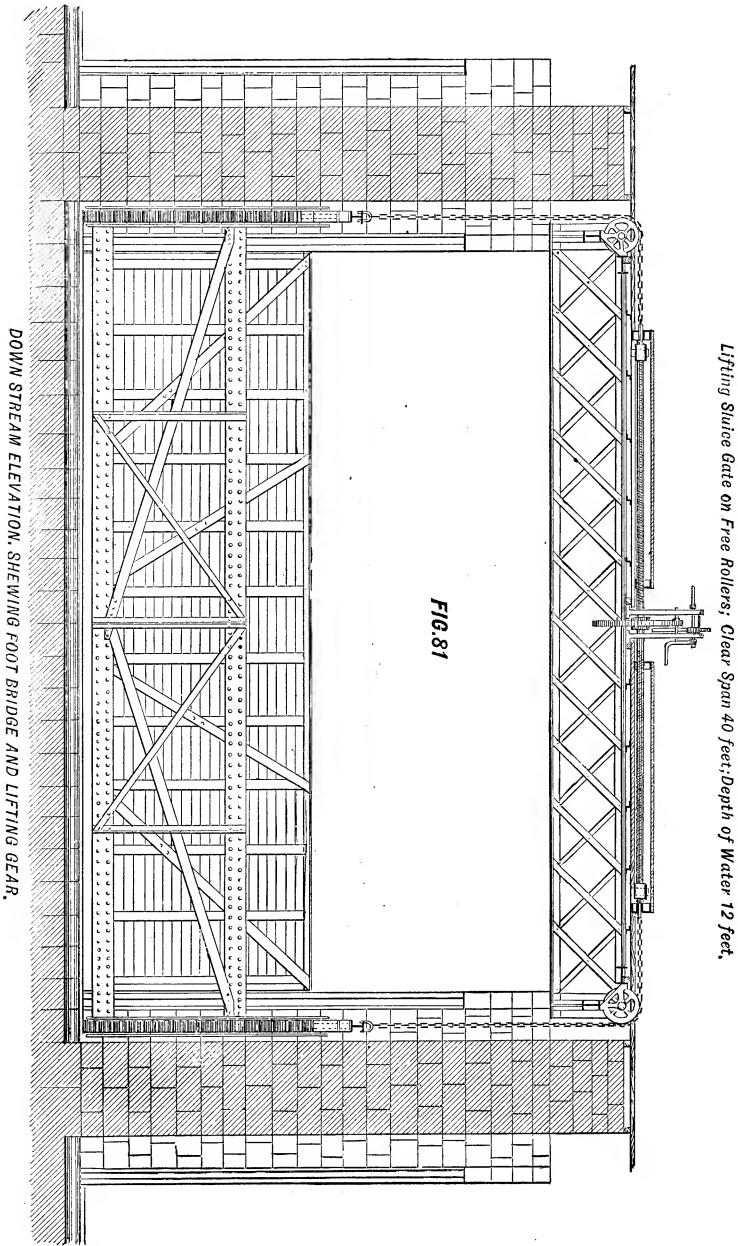 Lifting Sluice Gate on Free Rollers; Clear Span 40 feet; Depth of Water 12 feet.
FIG. 81
DOWN STREAM ELEVATION. SHEWING FOOT BRIDGE AND LIFTING GEAR.